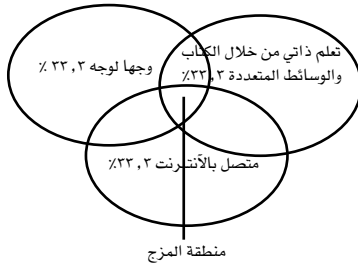 تعلم ذاتي من خلال الكتاب
والوسائط المتعددة ٣, ٣٣٪
وجها لوجه ٣, ٣٣ ٪
متصل بالآنترنت ٣, ٣٣٪
منطقة المزج